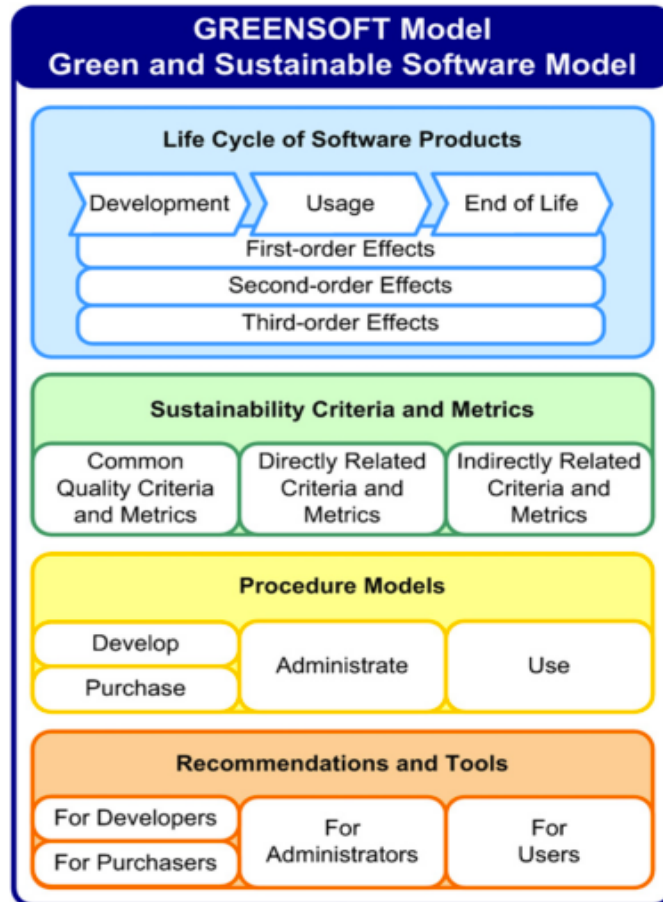 GREENSOFT Model
Green and Sustainable Software Model
Life Cycle of Software Products
Development
Usage
End of Life
First-order Effects
Second-order Effects
Third-order Effects
Sustainability Criteria and Metrics
Common
Quality Criteria
and Metrics
Directly Related
Criteria and
Metrics
Indirectly Related
Criteria and
Metrics
Procedure Models
Develop
Purchase
Administrate
Use
Recommendations and Tools
For Developers
For Purchasers
For
Administrators
For
Users